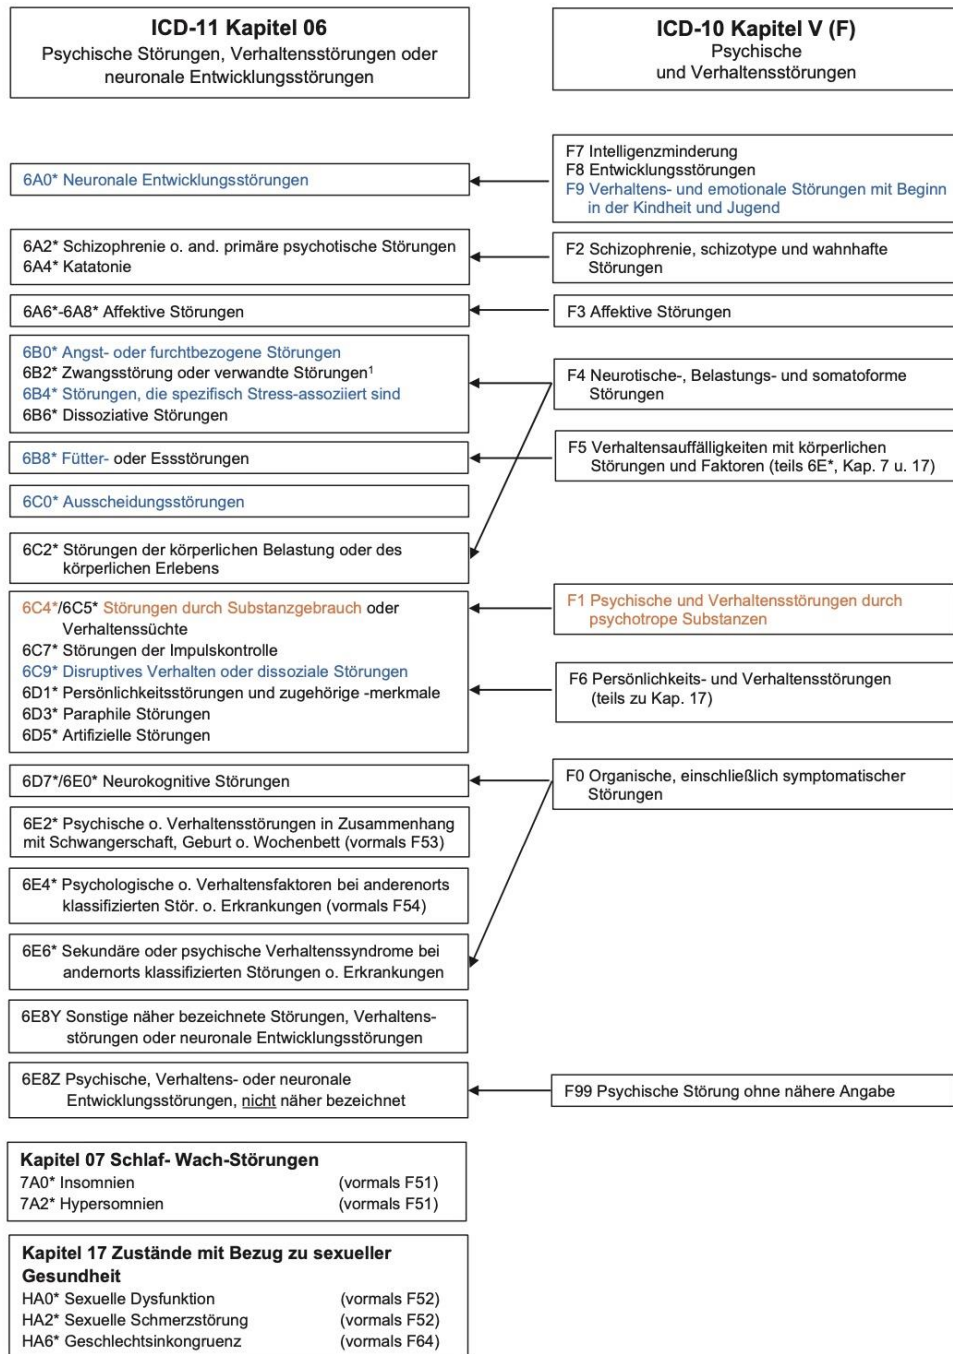 ICD-11 Kapitel 06
Psychische Störungen, Verhaltensstörungen oder
neuronale Entwicklungsstörungen
ICD-10 Kapitel V (F)
Psychische
und Verhaltensstörungen
6A0* Neuronale Entwicklungsstörungen
F7 Intelligenzminderung
F8 Entwicklungsstörungen
F9 Verhaltens- und emotionale Störungen mit Beginn
in der Kindheit und Jugend
6A2* Schizophrenie o. and. primäre psychotische Störungen
6A4* Katatonie
F2 Schizophrenie, schizotype und wahnhafte
Störungen
6A6*-6A8* Affektive Störungen
F3 Affektive Störungen
6B0* Angst- oder furchtbezogene Störungen
6B2* Zwangsstörung oder verwandte Störungen¹
6B4* Störungen, die spezifisch Stress-assoziiert sind
6B6* Dissoziative Störungen
F4 Neurotische-, Belastungs- und somatoforme
Störungen
6B8* Fütter- oder Essstörungen
F5 Verhaltensauffälligkeiten mit körperlichen
Störungen und Faktoren (teils 6E*, Kap. 7 u. 17)
6C0* Ausscheidungsstörungen
6C2* Störungen der körperlichen Belastung oder des
körperlichen Erlebens
6C4*/6C5* Störungen durch Substanzgebrauch oder
Verhaltenssüchte
6C7* Störungen der Impulskontrolle
6C9* Disruptives Verhalten oder dissoziale Störungen
6D1* Persönlichkeitsstörungen und zugehörige -merkmale
6D3* Paraphile Störungen
6D5* Artifizielle Störungen
F1 Psychische und Verhaltensstörungen durch
psychotrope Substanzen
F6 Persönlichkeits- und Verhaltensstörungen
(teils zu Kap. 17)
6D7*/6E0* Neurokognitive Störungen
F0 Organische, einschließlich symptomatischer
Störungen
6E2* Psychische o. Verhaltensstörungen in Zusammenhang
mit Schwangerschaft, Geburt o. Wochenbett (vormals F53)
6E4* Psychologische o. Verhaltensfaktoren bei anderenorts
klassifizierten Stör. o. Erkrankungen (vormals F54)
6E6* Sekundäre oder psychische Verhaltenssyndrome bei
andernorts klassifizierten Störungen o. Erkrankungen
6E8Y Sonstige näher bezeichnete Störungen, Verhaltens-
störungen oder neuronale Entwicklungsstörungen
6E8Z Psychische, Verhaltens- oder neuronale
Entwicklungsstörungen, nicht näher bezeichnet
F99 Psychische Störung ohne nähere Angabe
Kapitel 07 Schlaf- Wach-Störungen
7A0* Insomnien (vormals F51)
7A2* Hypersomnien (vormals F51)
Kapitel 17 Zustände mit Bezug zu sexueller
Gesundheit
HA0* Sexuelle Dysfunktion (vormals F52)
HA2* Sexuelle Schmerzstörung (vormals F52)
HA6* Geschlechtsinkongruenz (vormals F64)